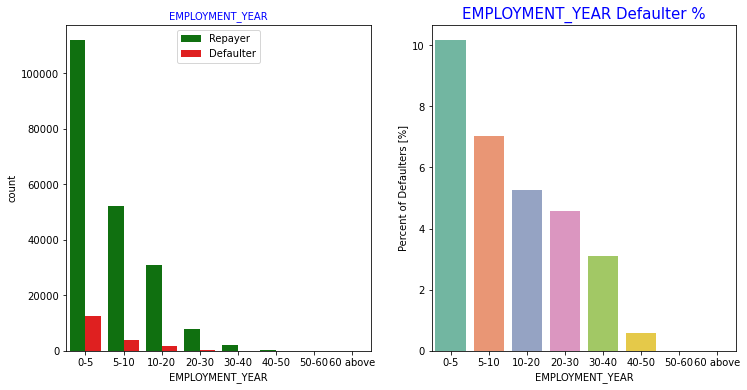 EMPLOYMENT_YEAR
Repayer
Defaulter
100000
80000
60000
40000
20000
0
count
0-5 5-10 10-20 20-30 30-40 40-50 50-60 60 above
EMPLOYMENT_YEAR
EMPLOYMENT_YEAR Defaulter %
10
8
6
4
2
0
Percent of Defaulters [%]
0-5 5-10 10-20 20-30 30-40 40-50 50-60 60 above
EMPLOYMENT_YEAR